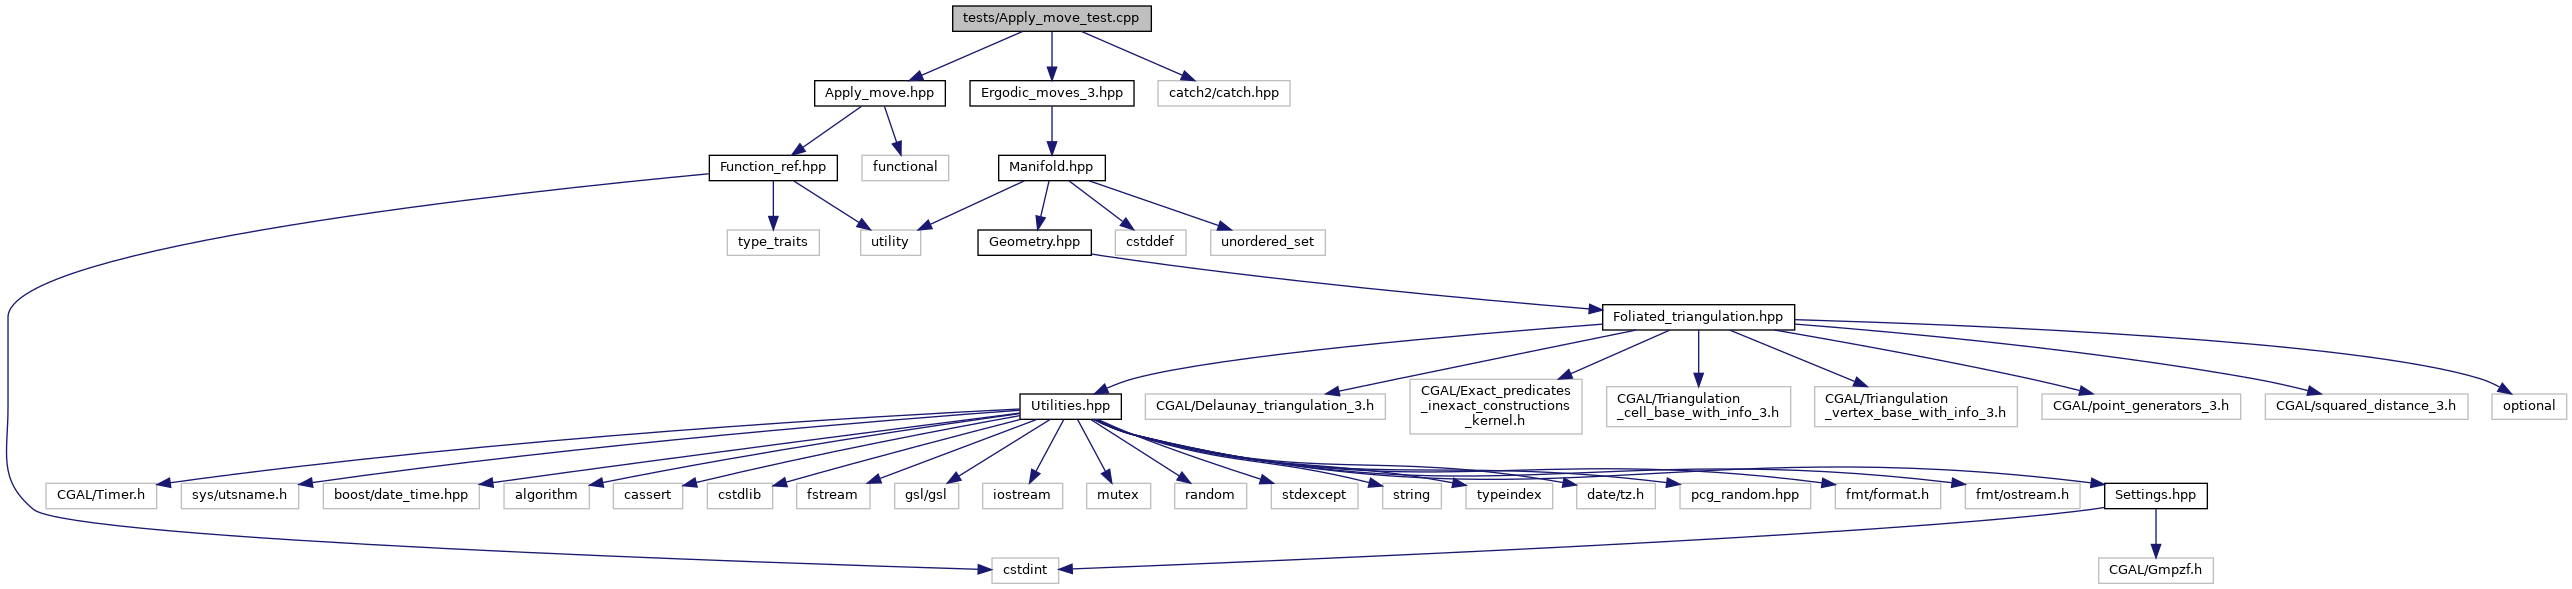 tests/Apply_move_test.cpp
Apply_move.hpp
Ergodic_moves_3.hpp
catch2/catch.hpp
Function_ref.hpp
functional
Manifold.hpp
type_traits
utility
Geometry.hpp
cstddef
unordered_set
Foliated_triangulation.hpp
Utilities.hpp
CGAL/Delaunay_triangulation_3.h
CGAL/Exact_predicates
_inexact_constructions
_kernel.h
CGAL/Triangulation
_cell_base_with_info_3.h
CGAL/Triangulation
_vertex_base_with_info_3.h
CGAL/point_generators_3.h
CGAL/squared_distance_3.h
optional
CGAL/Timer.h
sys/utsname.h
boost/date_time.hpp
algorithm
cassert
cstdlib
fstream
gsl/gsl
iostream
mutex
random
stdexcept
string
typeindex
date/tz.h
pcg_random.hpp
fmt/format.h
fmt/ostream.h
Settings.hpp
cstdint
CGAL/Gmpzf.h